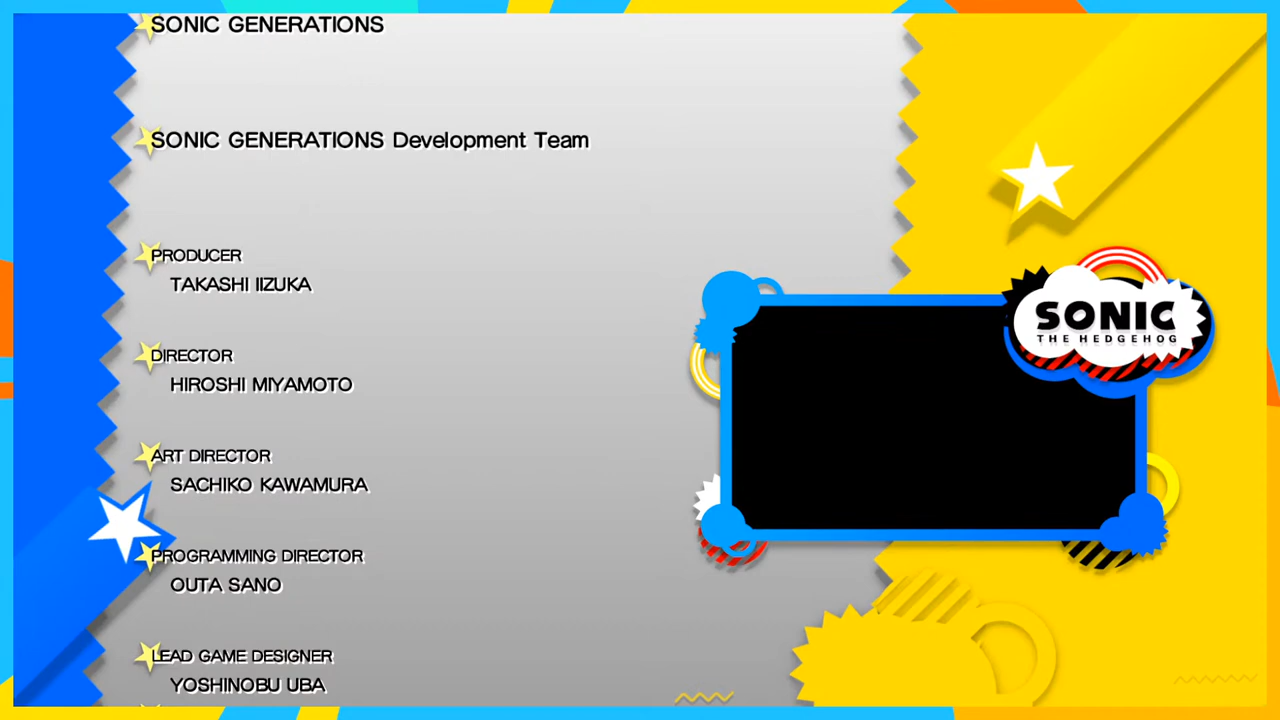 SONIC GENERATIONS
SONIC GENERATIONS Development Team
PRODUCER
TAKASHI IIZUKA
DIRECTOR
HIROSHI MIYAMOTO
ART DIRECTOR
SACHIKO KAWAMURA
PROGRAMMING DIRECTOR
OUTA SANO
LEAD GAME DESIGNER
YOSHINOBU UBA
SONIC
THE HEDGEHOG